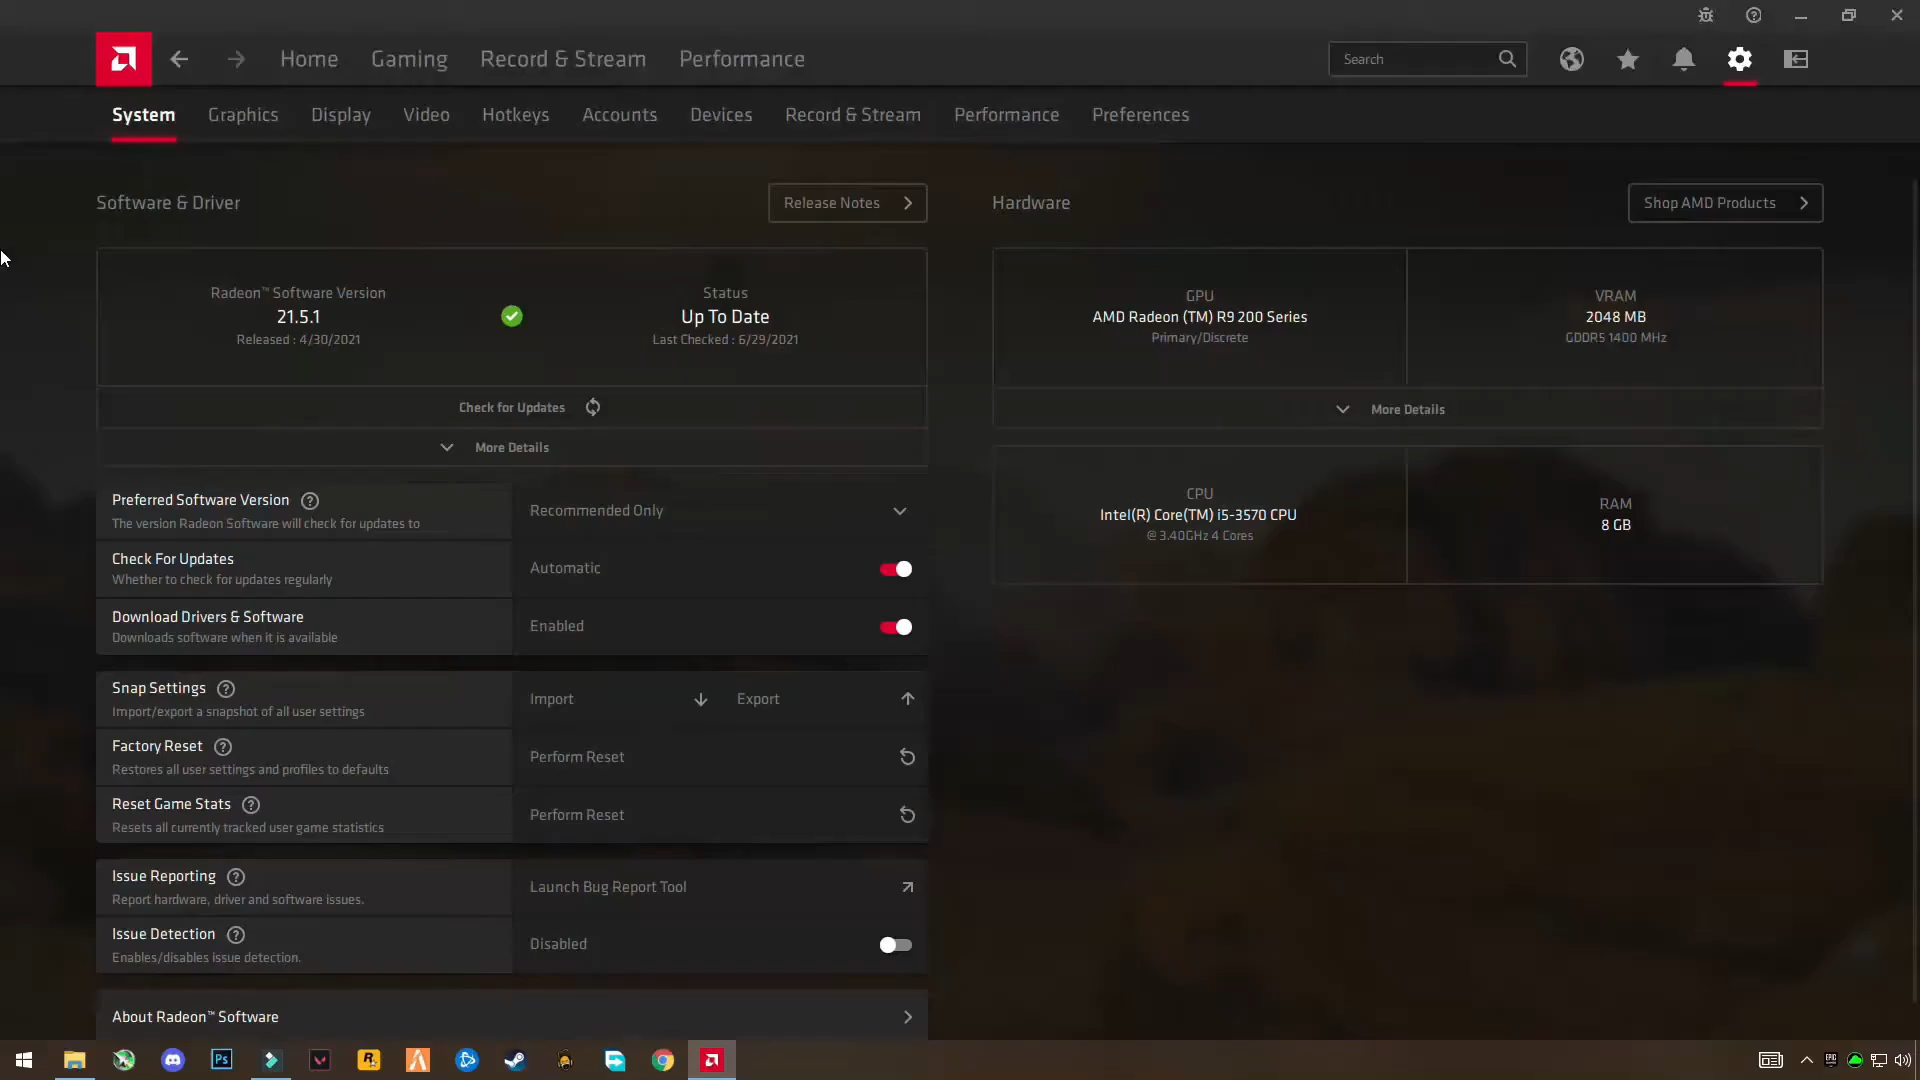 Home Gaming Record & Stream Performance
Search
System Graphics Display Video Hotkeys Accounts Devices Record & Stream Performance Preferences
Software & Driver
Release Notes
Radeon™ Software Version
21.5.1
Released : 4/30/2021
Status
Up To Date
Last Checked : 6/29/2021
Check for Updates
More Details
Preferred Software Version
The version Radeon Software will check for updates to
Recommended Only
Check For Updates
Whether to check for updates regularly
Automatic
Download Drivers & Software
Downloads software when it is available
Enabled
Snap Settings
Import/export a snapshot of all user settings
Import
Export
Factory Reset
Restores all user settings and profiles to defaults
Perform Reset
Reset Game Stats
Resets all currently tracked user game statistics
Perform Reset
Issue Reporting
Report hardware, driver and software issues.
Launch Bug Report Tool
Issue Detection
Enables/disables issue detection.
Disabled
About Radeon™ Software
Hardware
Shop AMD Products
GPU
AMD Radeon (TM) R9 200 Series
Primary/Discrete
VRAM
2048 MB
GDDR5 1400 MHz
More Details
CPU
Intel(R) Core(TM) i5-3570 CPU
@ 3.40GHz 4 Cores
RAM
8 GB
Ps
R
EPIC